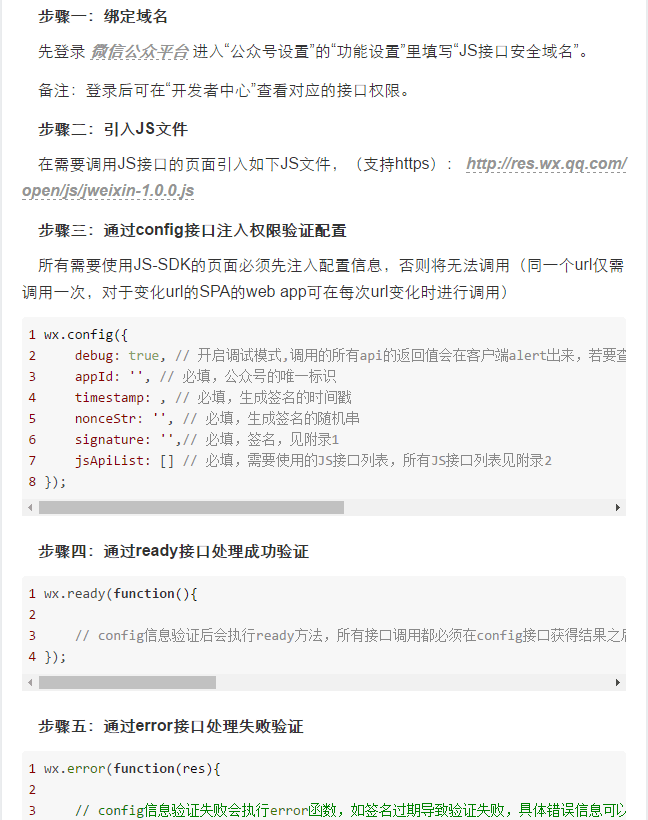 步骤一：绑定域名
先登录 微信公众平台 进入“公众号设置”的“功能设置”里填写“JS接口安全域名”。
备注：登录后可在“开发者中心”查看对应的接口权限。
步骤二：引入JS文件
在需要调用JS接口的页面引入如下JS文件，（支持https）： http://res.wx.qq.com/
open/js/jweixin-1.0.0.js
步骤三：通过config接口注入权限验证配置
所有需要使用JS-SDK的页面必须先注入配置信息，否则将无法调用（同一个url仅需
调用一次，对于变化url的SPA的web app可在每次url变化时进行调用）
1 wx.config({
2     debug: true, // 开启调试模式,调用的所有api的返回值会在客户端alert出来，若要查
3     appId: '', // 必填，公众号的唯一标识
4     timestamp: , // 必填，生成签名的时间戳
5     nonceStr: '', // 必填，生成签名的随机串
6     signature: '',// 必填，签名，见附录1
7     jsApiList: [] // 必填，需要使用的JS接口列表，所有JS接口列表见附录2
8 });
步骤四：通过ready接口处理成功验证
1 wx.ready(function(){
2
3     // config信息验证后会执行ready方法，所有接口调用都必须在config接口获得结果之后
4 });
步骤五：通过error接口处理失败验证
1 wx.error(function(res){
2
3     // config信息验证失败会执行error函数，如签名过期导致验证失败，具体错误信息可以